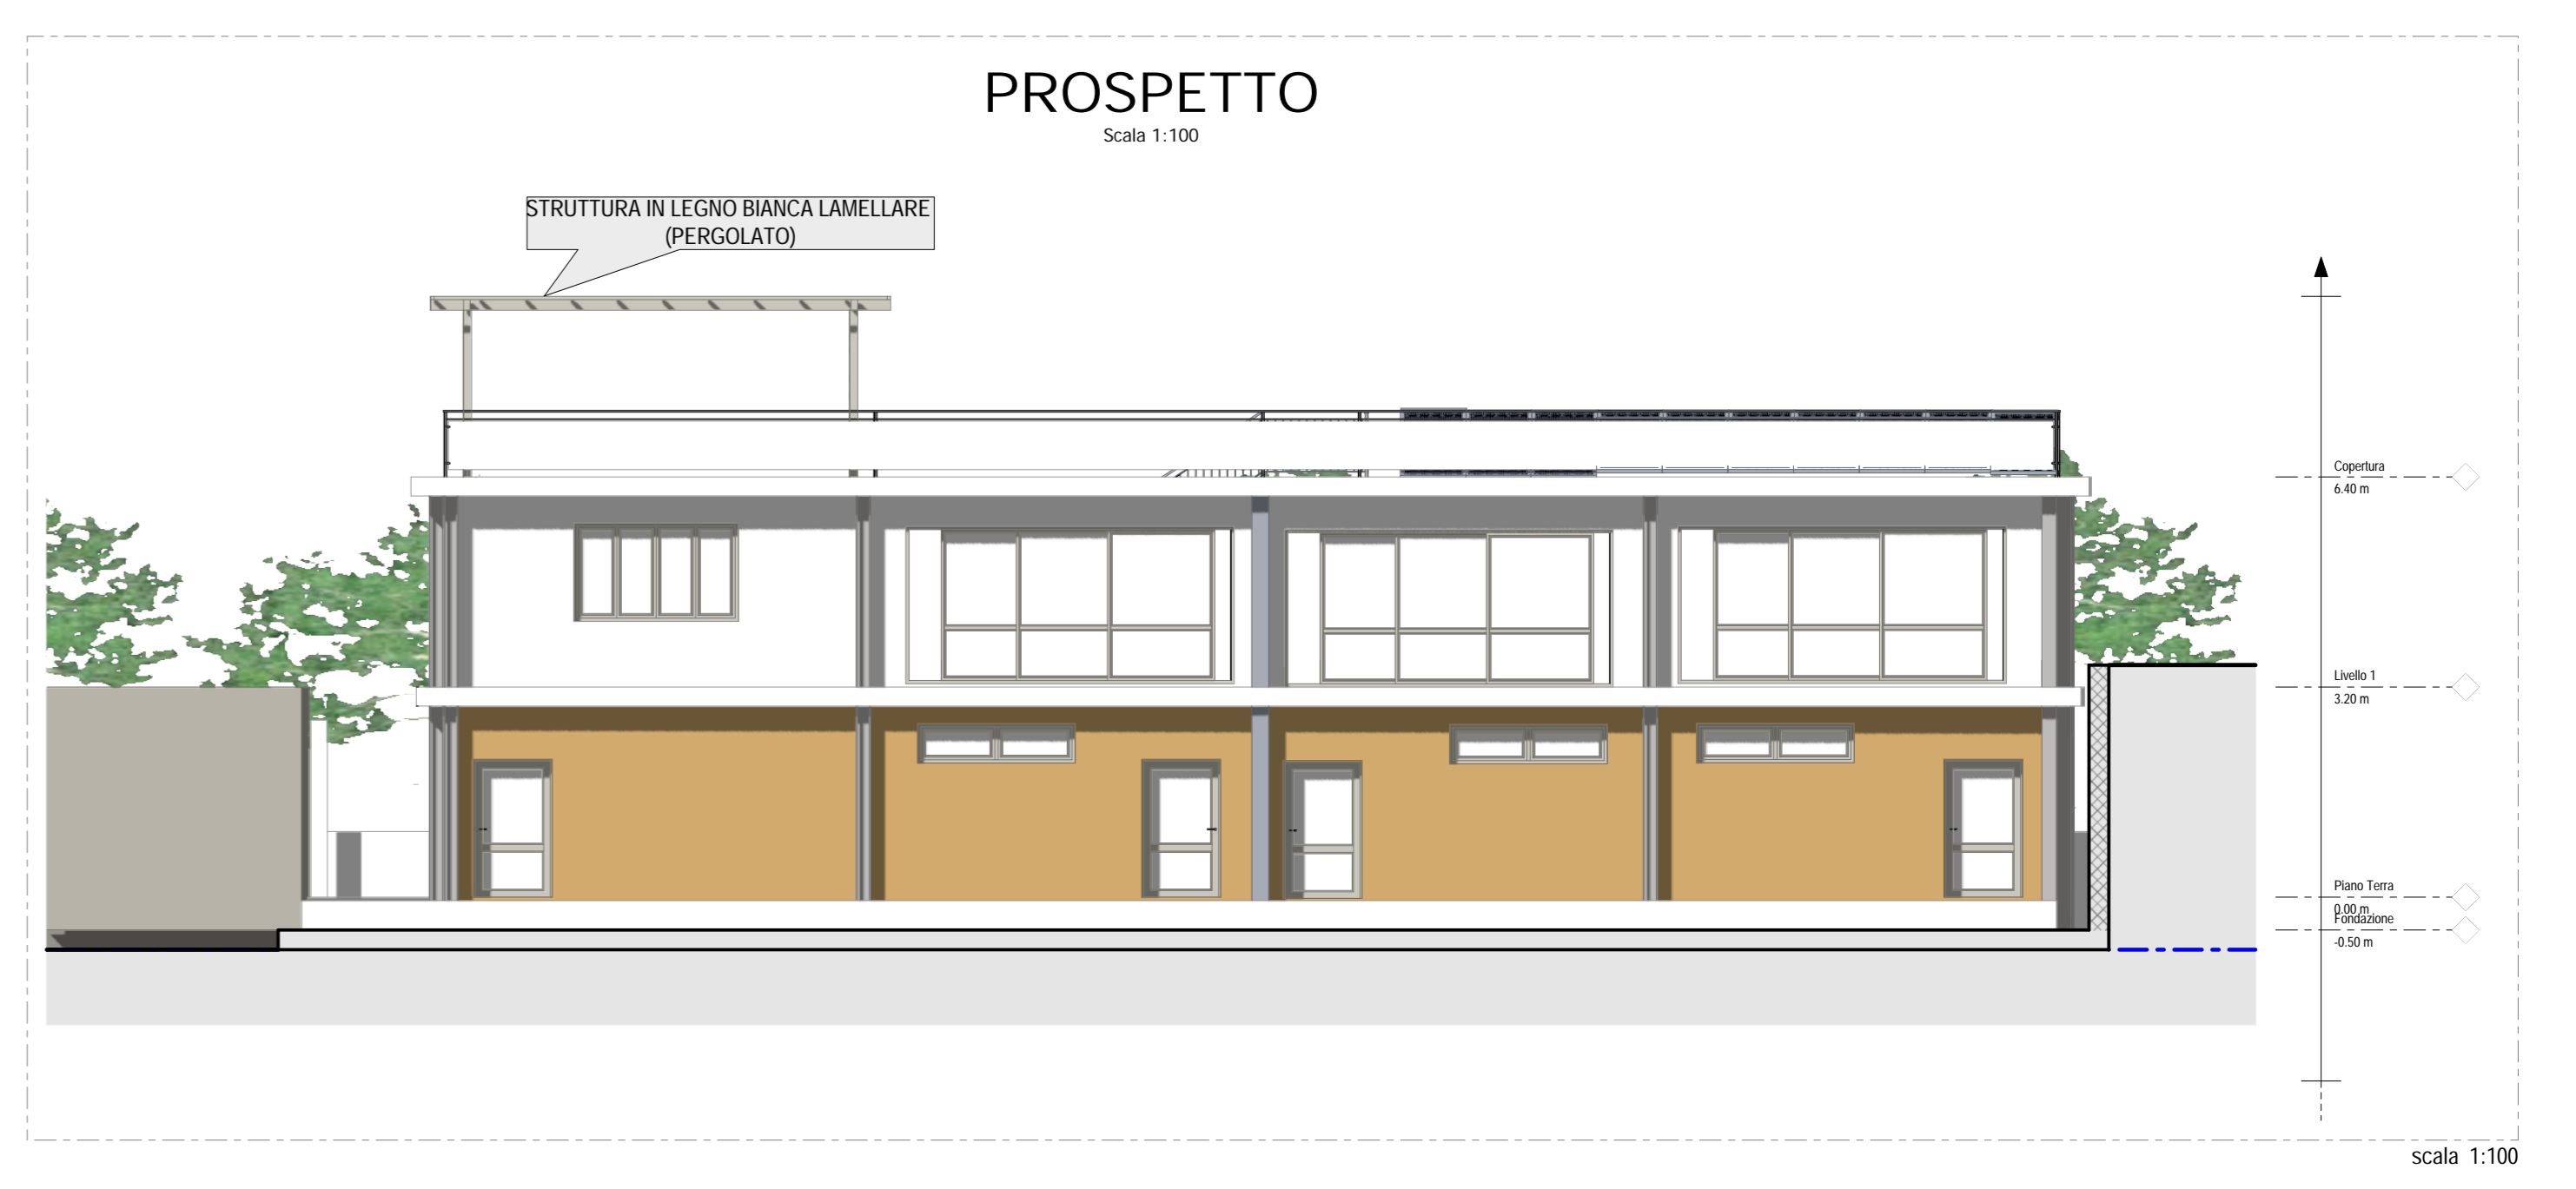 PROSPETTO
Scala 1:100
STRUTTURA IN LEGNO BIANCA LAMELLARE
(PERGOLATO)
Copertura
6.40 m
Livello 1
3.20 m
Piano Terra
0.00 m
Fondazione
-0.50 m
scala 1:100